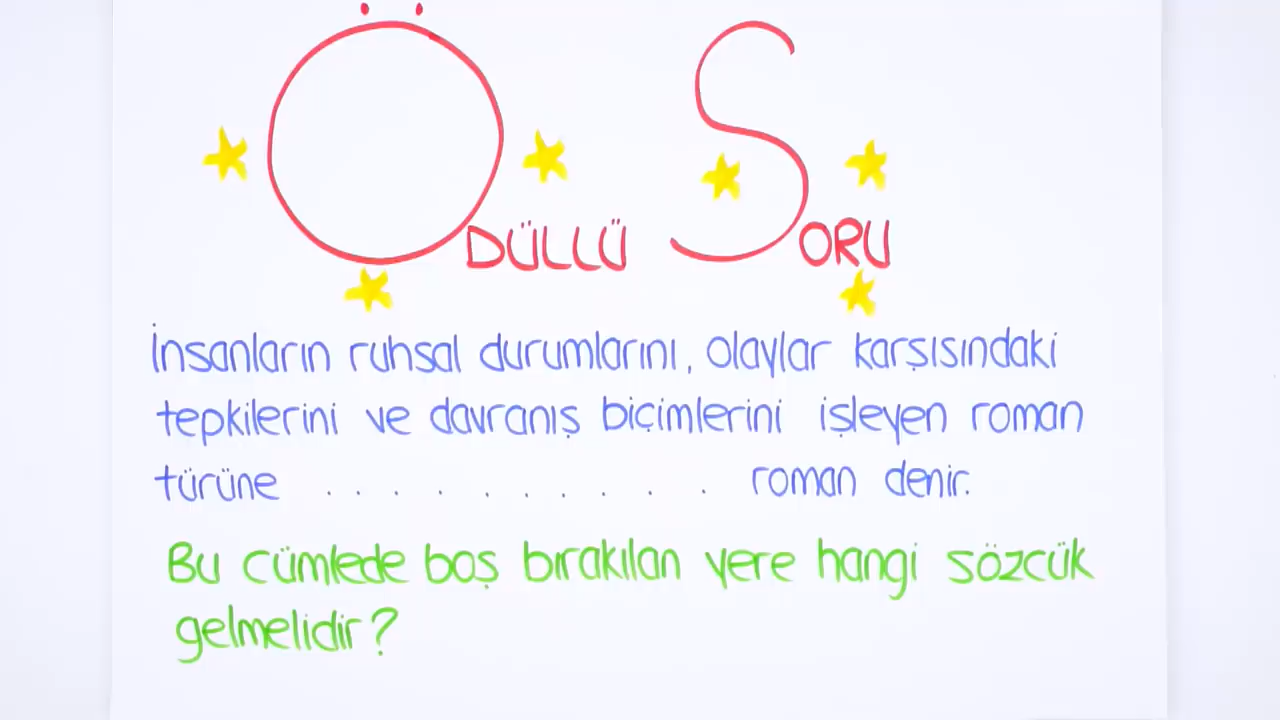 ÖDÜLLÜ SORU
İnsanların ruhsal durumlarını, olaylar karşısındaki
tepkilerini ve davranış biçimlerini işleyen roman
türüne . . . . . . . . . . roman denir.
Bu cümlede boş bırakılan yere hangi sözcük
gelmelidir?